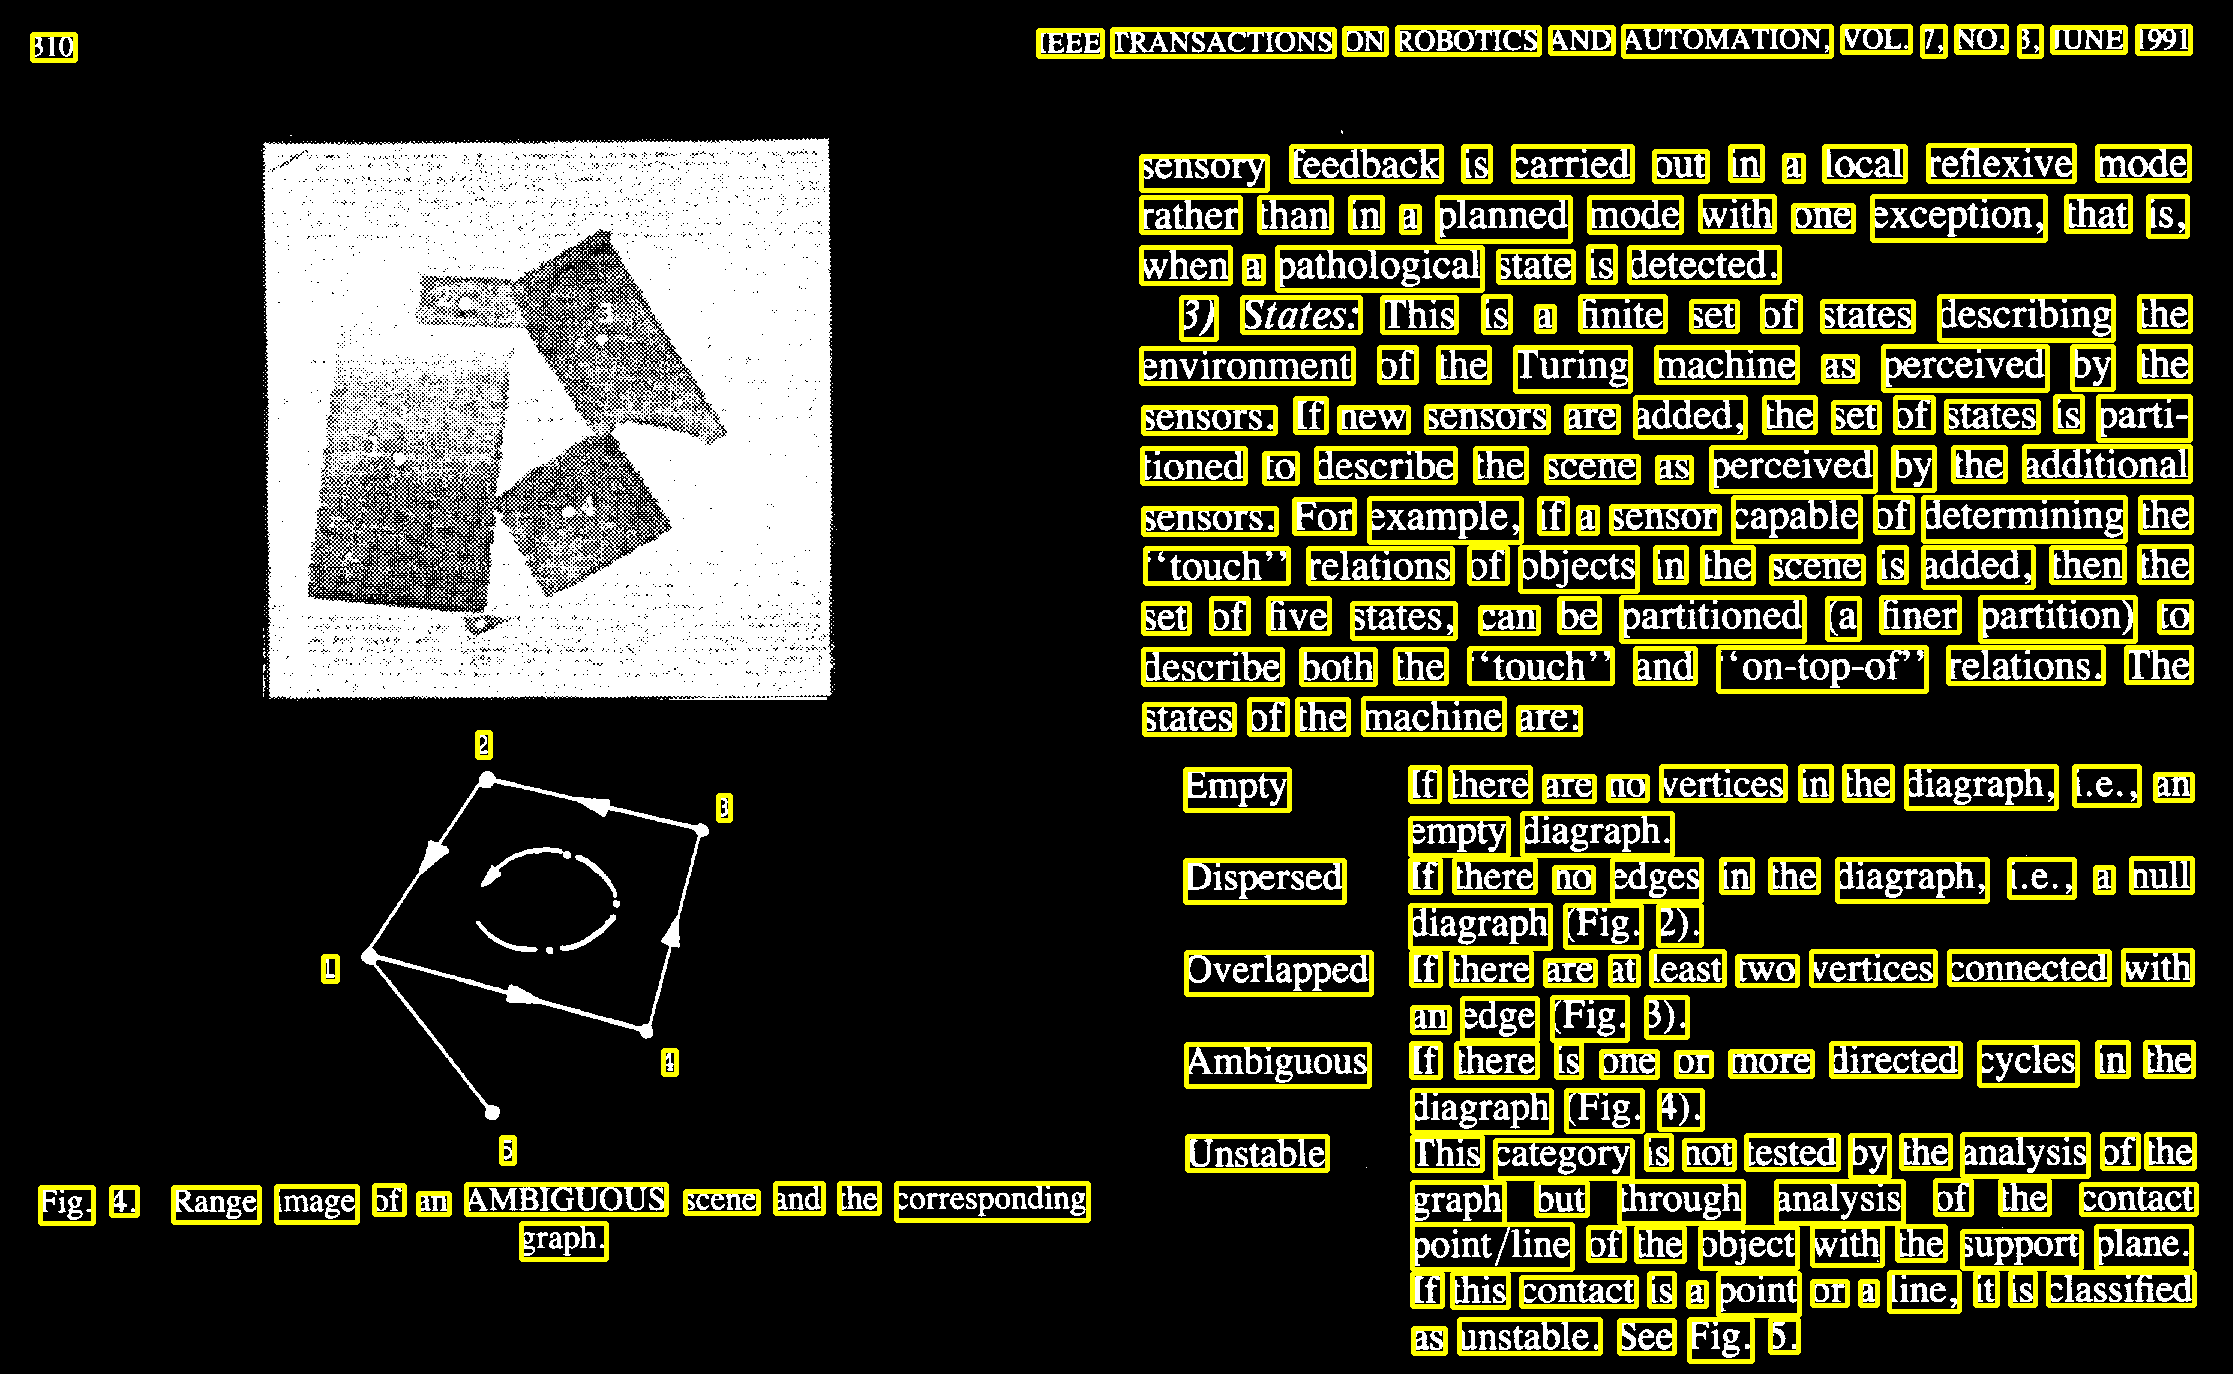 310
IEEE TRANSACTIONS ON ROBOTICS AND AUTOMATION, VOL. 7, NO. 3, JUNE 1991
3
4
2
3
1
4
5
Fig. 4. Range image of an AMBIGUOUS scene and the corresponding
graph.
sensory feedback is carried out in a local reflexive mode
rather than in a planned mode with one exception, that is,
when a pathological state is detected.
3) States: This is a finite set of states describing the
environment of the Turing machine as perceived by the
sensors. If new sensors are added, the set of states is parti-
tioned to describe the scene as perceived by the additional
sensors. For example, if a sensor capable of determining the
"touch" relations of objects in the scene is added, then the
set of five states, can be partitioned (a finer partition) to
describe both the "touch" and "on-top-of" relations. The
states of the machine are:
Empty If there are no vertices in the diagraph, i.e., an
empty diagraph.
Dispersed If there no edges in the diagraph, i.e., a null
diagraph (Fig. 2).
Overlapped If there are at least two vertices connected with
an edge (Fig. 3).
Ambiguous If there is one or more directed cycles in the
diagraph (Fig. 4).
Unstable This category is not tested by the analysis of the
graph but through analysis of the contact
point/line of the object with the support plane.
If this contact is a point or a line, it is classified
as unstable. See Fig. 5.